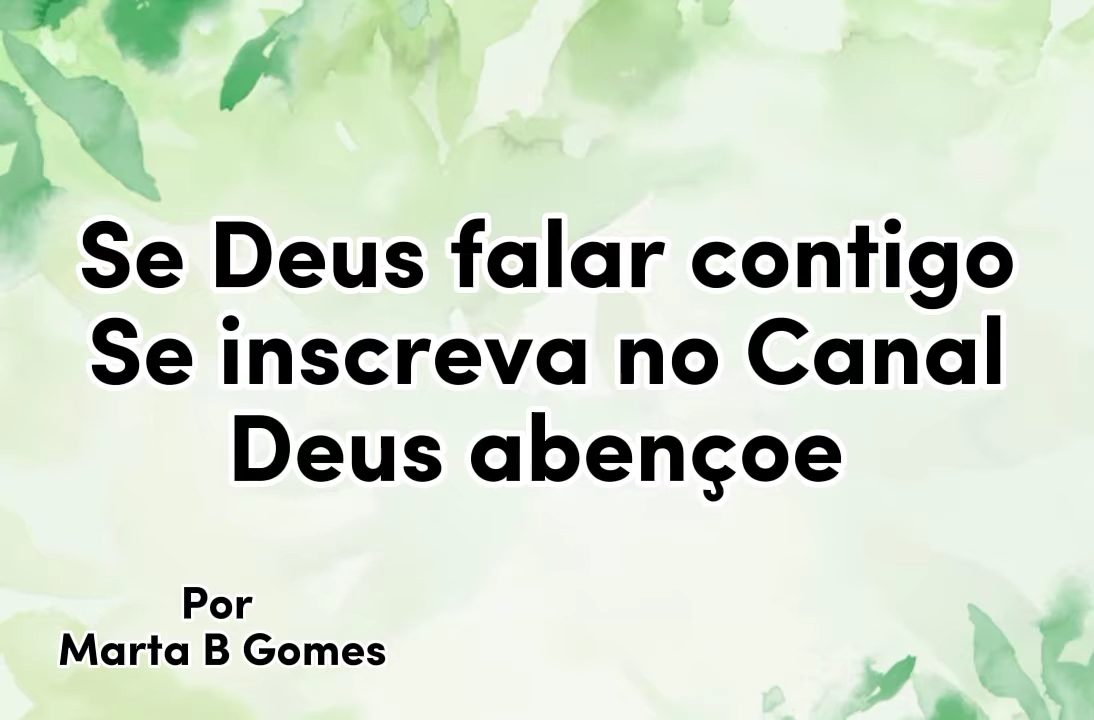 Se Deus falar contigo
Se inscreva no Canal
Deus abençoe
Por
Marta B Gomes